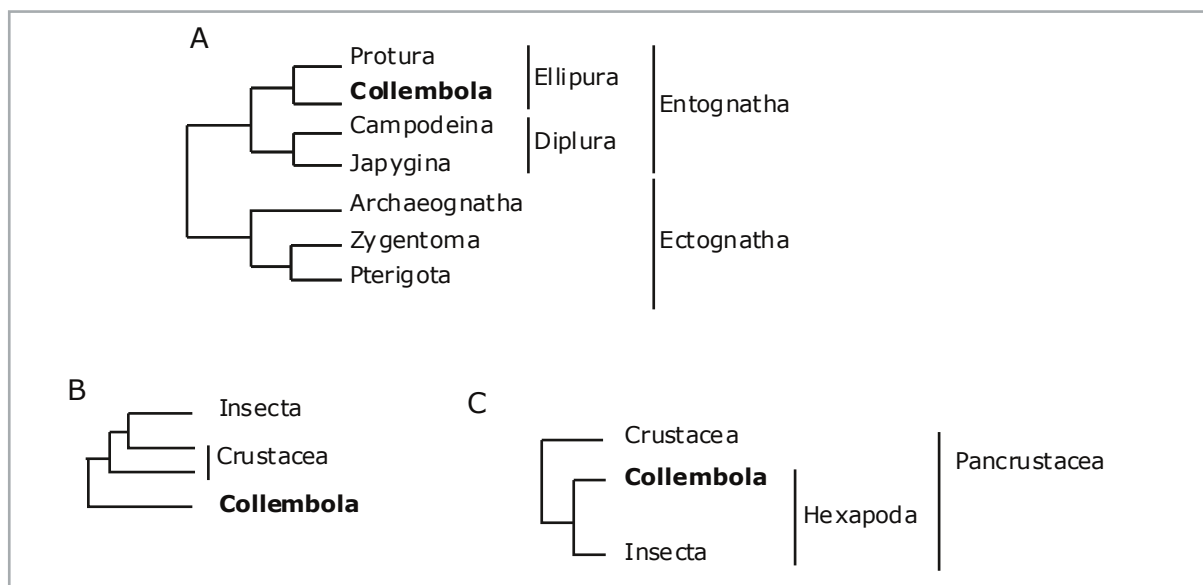 A
Protura
Collembola
Campodeina
Japygina
Archaeognatha
Zygentoma
Pterigota
Ellipura
Diplura
Entognatha
Ectognatha
B
Insecta
Crustacea
Collembola
C
Crustacea
Collembola
Insecta
Hexapoda
Pancrustacea